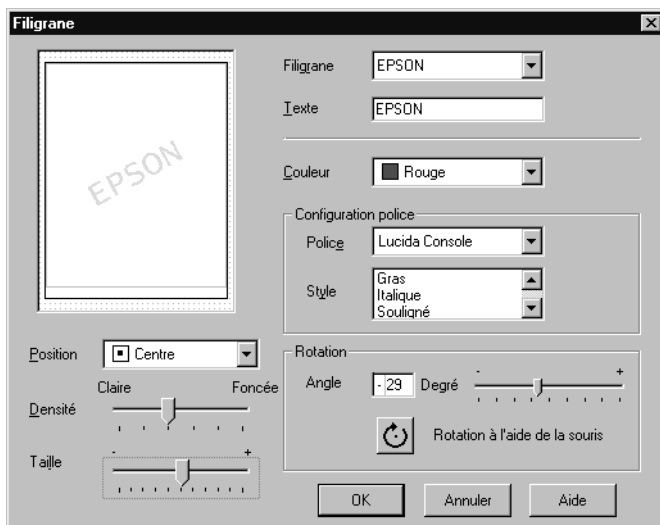 Filigrane
EPSON
Filigrane EPSON
Texte EPSON
Couleur Rouge
Configuration police
Police Lucida Console
Style Gras
Italique
Souligné
Position Centre
Claire Foncée
Densité
Taille - +
Rotation
Angle -29 Degré - +
Rotation à l'aide de la souris
OK Annuler Aide